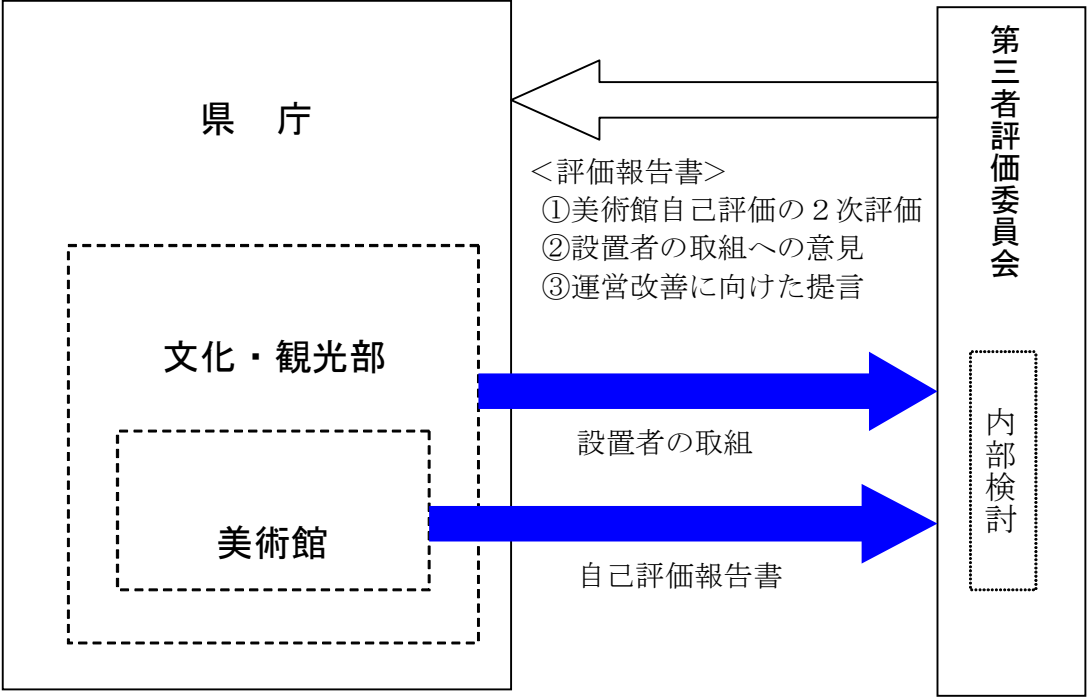 県　庁
文化・観光部
美術館
＜評価報告書＞
①美術館自己評価の２次評価
②設置者の取組への意見
③運営改善に向けた提言
設置者の取組
自己評価報告書
第三者評価委員会
内部検討